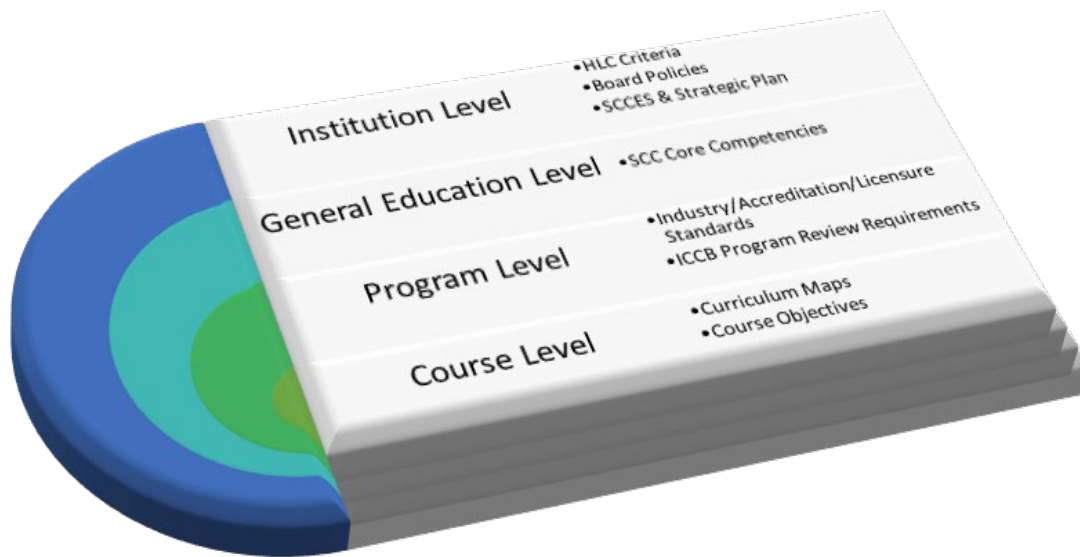 Institution Level
•HLC Criteria
•Board Policies
•SCCES & Strategic Plan
General Education Level
•SCC Core Competencies
Program Level
•Industry/Accreditation/Licensure
Standards
•ICCB Program Review Requirements
Course Level
•Curriculum Maps
•Course Objectives